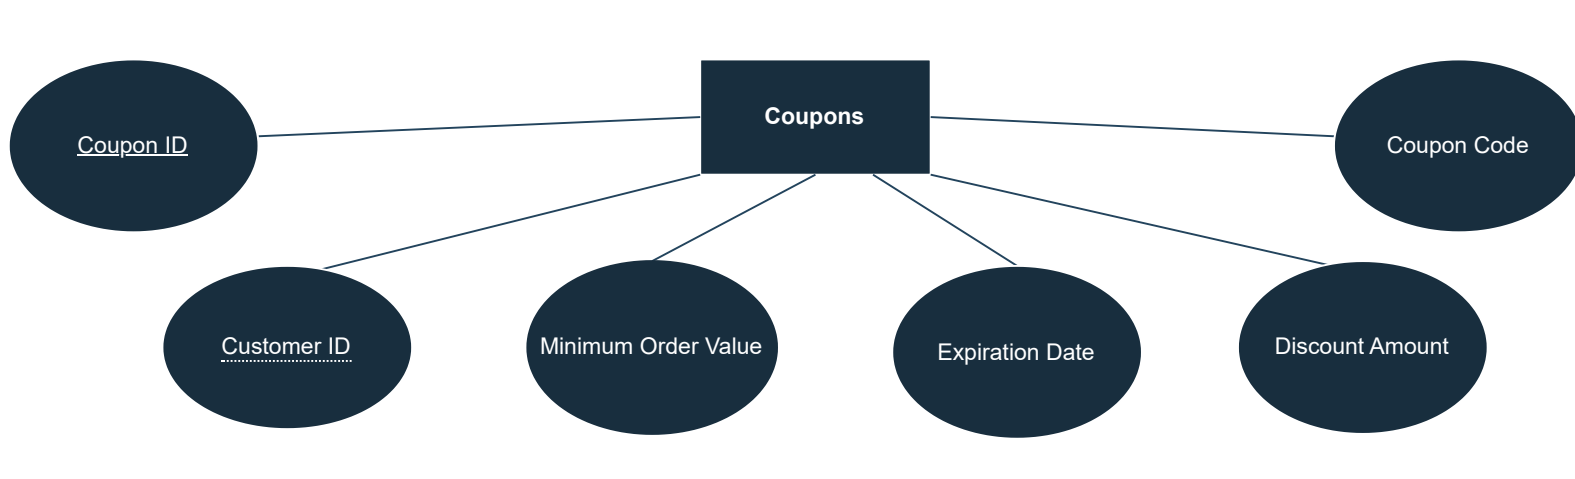 Coupons
Coupon ID
Coupon Code
Customer ID
Minimum Order Value
Expiration Date
Discount Amount